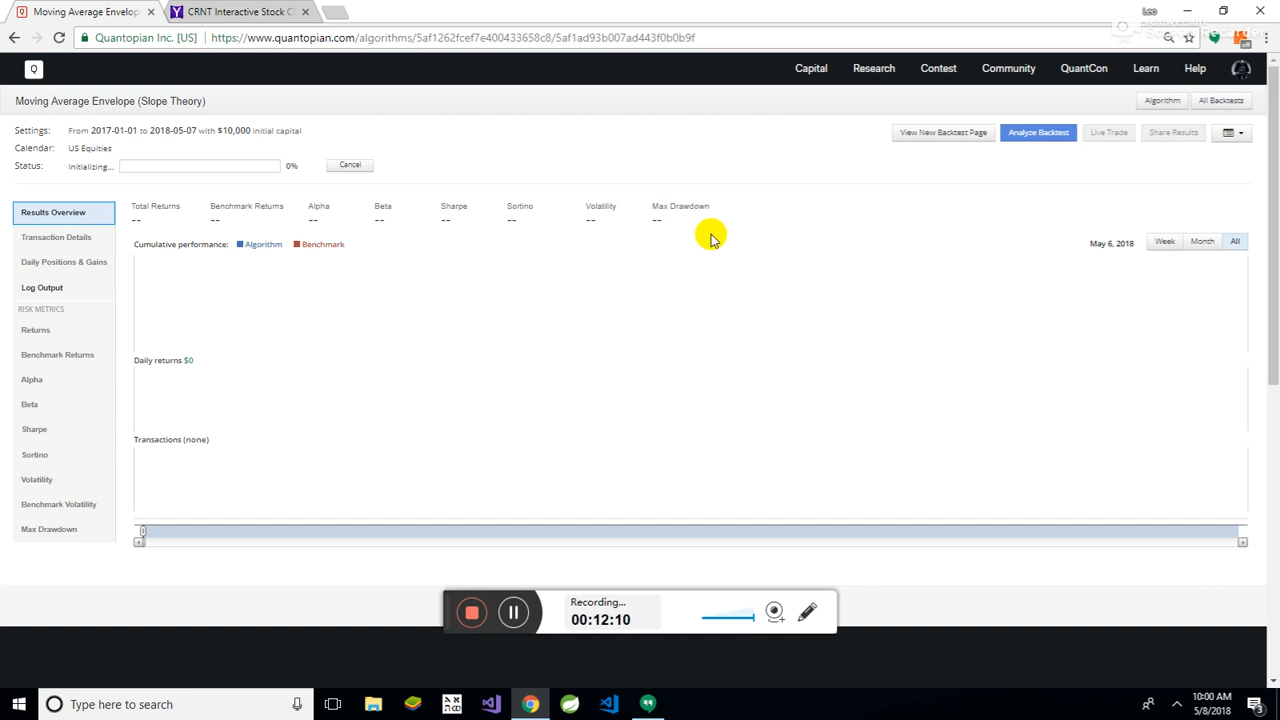 Moving Average Envelop
CRNT Interactive Stock C
Leo
Quantopian Inc. [US]
https://www.quantopian.com/algorithms/5af1262fcef7e400433658c8/5af1ad93b007ad443f0b0b9f
Q
Capital
Research
Contest
Community
QuantCon
Learn
Help
Moving Average Envelope (Slope Theory)
Algorithm
All Backtests
Settings: From 2017-01-01 to 2018-05-07 with $10,000 initial capital
View New Backtest Page
Analyze Backtest
Live Trade
Share Results
Calendar: US Equities
Status: Initializing... 0% Cancel
Results Overview
Transaction Details
Daily Positions & Gains
Log Output
RISK METRICS
Returns
Benchmark Returns
Alpha
Beta
Sharpe
Sortino
Volatility
Benchmark Volatility
Max Drawdown
Total Returns
--
Benchmark Returns
--
Alpha
--
Beta
--
Sharpe
--
Sortino
--
Volatility
--
Max Drawdown
--
Cumulative performance: Algorithm Benchmark
May 6, 2018
Week
Month
All
Daily returns $0
Transactions (none)
Recording...
00:12:10
Type here to search
10:00 AM
5/8/2018
3